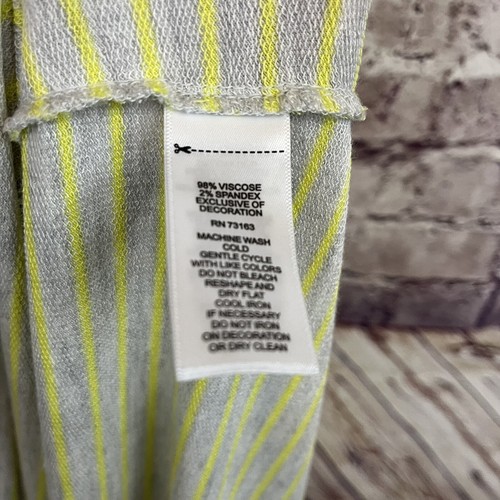 98% VISCOSE
2% SPANDEX
EXCLUSIVE OF
DECORATION
RN 73163
MACHINE WASH
COLD
GENTLE CYCLE
WITH LIKE COLORS
DO NOT BLEACH
RESHAPE AND
DRY FLAT
COOL IRON
IF NECESSARY
DO NOT IRON
ON DECORATION
OR DRY CLEAN